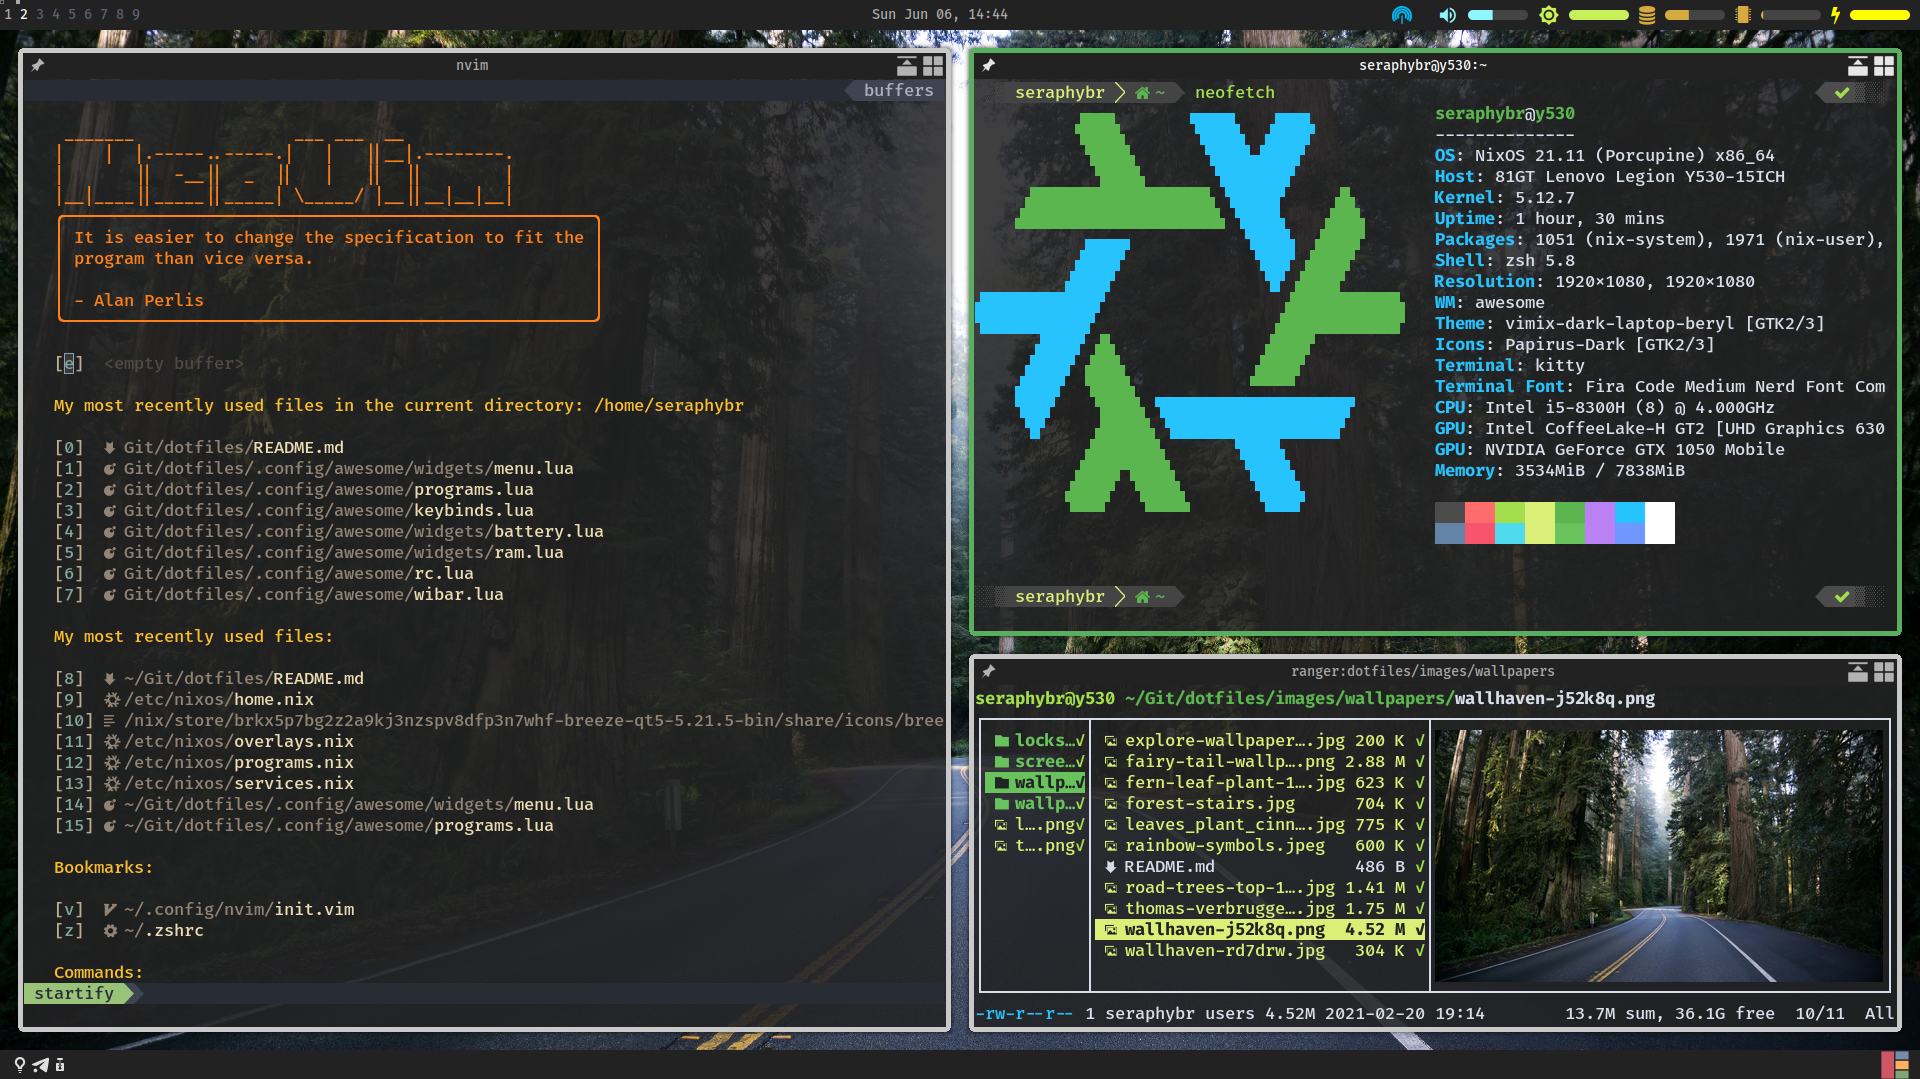 1 2 3 4 5 6 7 8 9
Sun Jun 06, 14:44
nvim
buffers
It is easier to change the specification to fit the
program than vice versa.
- Alan Perlis
[e]  <empty buffer>
My most recently used files in the current directory: /home/seraphybr
[0]  Git/dotfiles/README.md
[1]  Git/dotfiles/.config/awesome/widgets/menu.lua
[2]  Git/dotfiles/.config/awesome/programs.lua
[3]  Git/dotfiles/.config/awesome/keybinds.lua
[4]  Git/dotfiles/.config/awesome/widgets/battery.lua
[5]  Git/dotfiles/.config/awesome/widgets/ram.lua
[6]  Git/dotfiles/.config/awesome/rc.lua
[7]  Git/dotfiles/.config/awesome/wibar.lua
My most recently used files:
[8]  ~/Git/dotfiles/README.md
[9]  /etc/nixos/home.nix
[10] /nix/store/brkx5p7bg2z2a9kj3nzspv8dfp3n7whf-breeze-qt5-5.21.5-bin/share/icons/bree
[11] /etc/nixos/overlays.nix
[12] /etc/nixos/programs.nix
[13] /etc/nixos/services.nix
[14] ~/Git/dotfiles/.config/awesome/widgets/menu.lua
[15] ~/Git/dotfiles/.config/awesome/programs.lua
Bookmarks:
[v]  ~/.config/nvim/init.vim
[z]  ~/.zshrc
Commands:
startify
seraphybr@y530:~
seraphybr ~ neofetch
seraphybr@y530
--------------
OS: NixOS 21.11 (Porcupine) x86_64
Host: 81GT Lenovo Legion Y530-15ICH
Kernel: 5.12.7
Uptime: 1 hour, 30 mins
Packages: 1051 (nix-system), 1971 (nix-user),
Shell: zsh 5.8
Resolution: 1920×1080, 1920×1080
WM: awesome
Theme: vimix-dark-laptop-beryl [GTK2/3]
Icons: Papirus-Dark [GTK2/3]
Terminal: kitty
Terminal Font: Fira Code Medium Nerd Font Com
CPU: Intel i5-8300H (8) @ 4.000GHz
GPU: Intel CoffeeLake-H GT2 [UHD Graphics 630
GPU: NVIDIA GeForce GTX 1050 Mobile
Memory: 3534MiB / 7838MiB
seraphybr ~
ranger:dotfiles/images/wallpapers
seraphybr@y530 ~/Git/dotfiles/images/wallpapers/wallhaven-j52k8q.png
locks…√
scree…√
wallp…√
wallp…√
l….png√
t….png√
explore-wallpaper….jpg 200 K √
fairy-tail-wallp….png 2.88 M √
fern-leaf-plant-1….jpg 623 K √
forest-stairs.jpg 704 K √
leaves_plant_cinn….jpg 775 K √
rainbow-symbols.jpeg 600 K √
README.md 486 B √
road-trees-top-1….jpg 1.41 M √
thomas-verbrugge….jpg 1.75 M √
wallhaven-j52k8q.png 4.52 M √
wallhaven-rd7drw.jpg 304 K √
-rw-r--r-- 1 seraphybr users 4.52M 2021-02-20 19:14 13.7M sum, 36.1G free 10/11 All